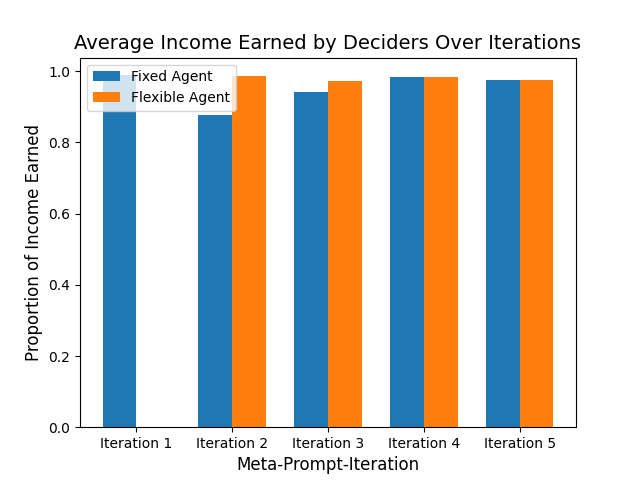 Average Income Earned by Deciders Over Iterations
Fixed Agent
Flexible Agent
Proportion of Income Earned
1.0
0.8
0.6
0.4
0.2
0.0
Iteration 1 Iteration 2 Iteration 3 Iteration 4 Iteration 5
Meta-Prompt-Iteration